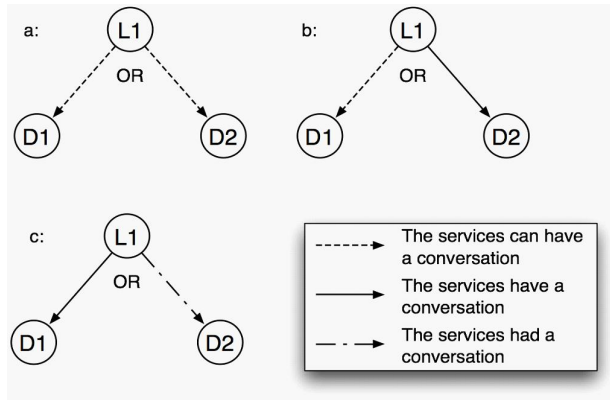 a:
L1
OR
D1
D2
b:
L1
OR
D1
D2
c:
L1
OR
D1
D2
The services can have
a conversation
The services have a
conversation
The services had a
conversation